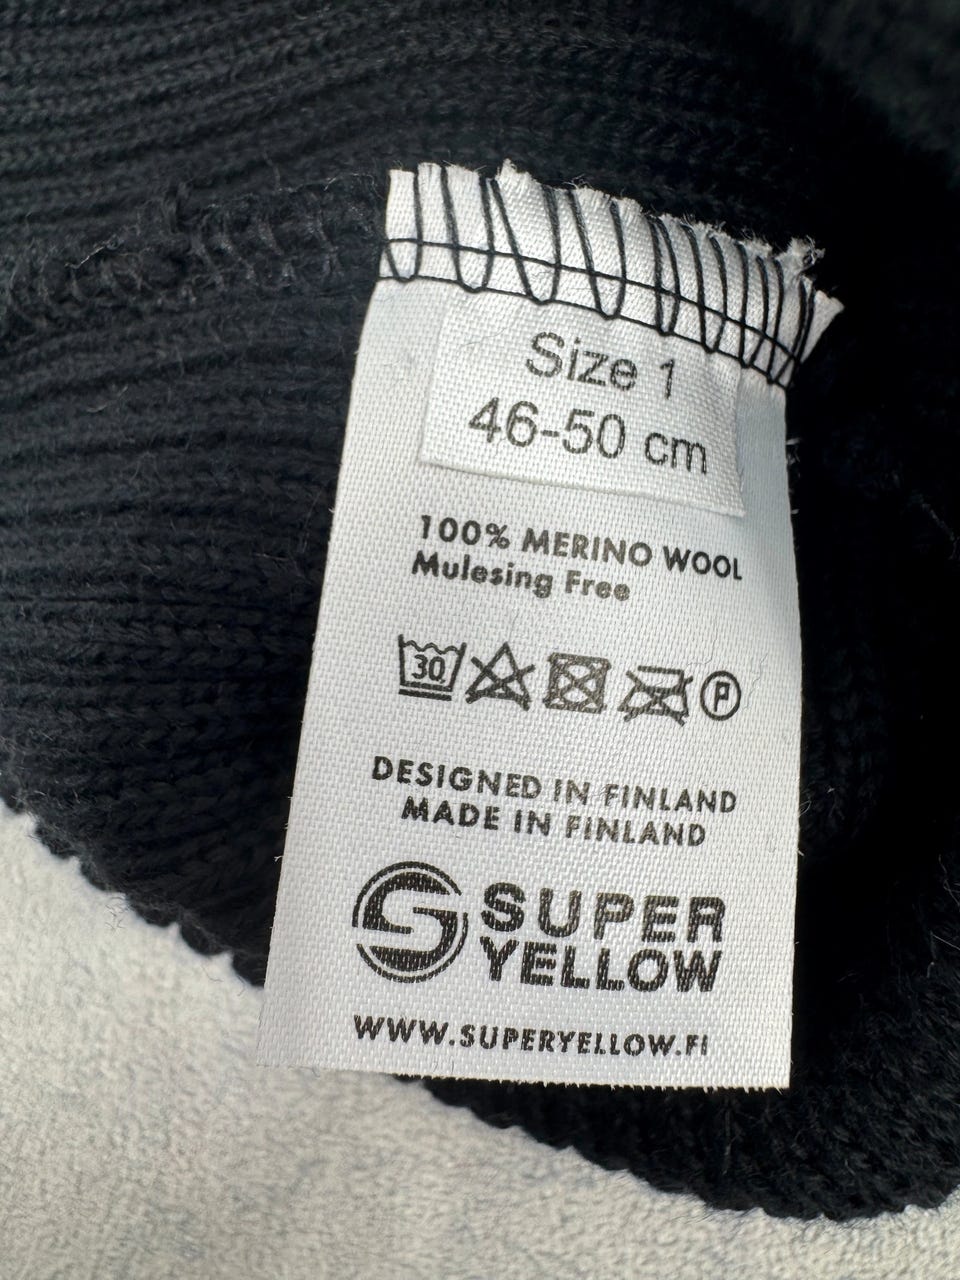 Size 1
46-50 cm
100% MERINO WOOL
Mulesing Free
30
P
DESIGNED IN FINLAND
MADE IN FINLAND
SUPER
YELLOW
WWW.SUPERYELLOW.FI